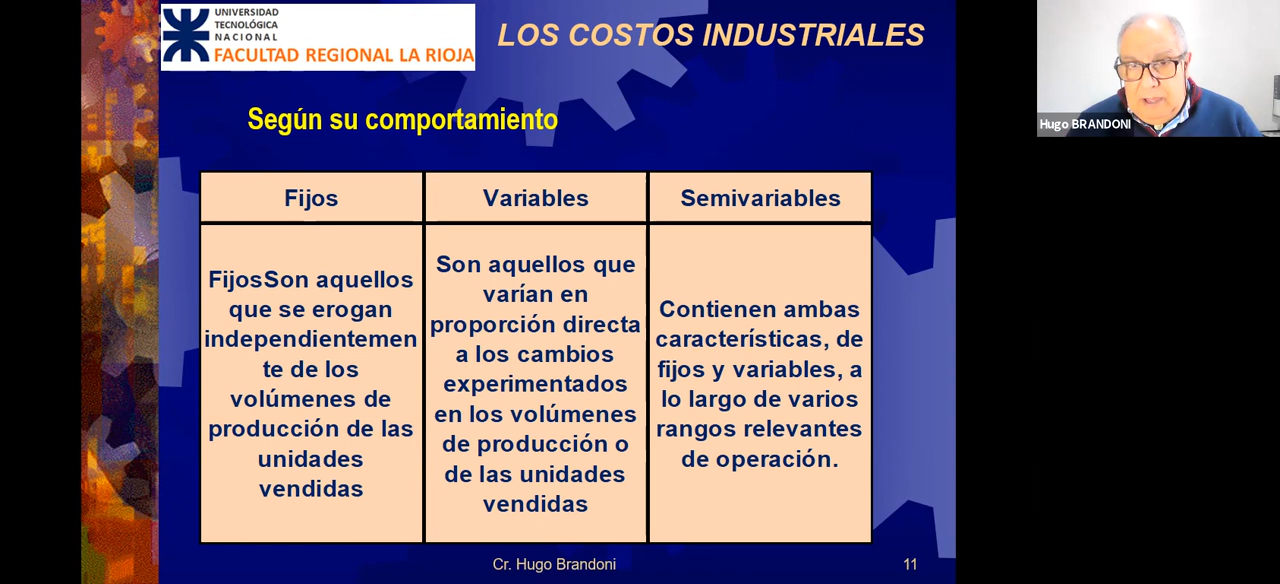 UNIVERSIDAD
TECNOLÓGICA
NACIONAL
FACULTAD REGIONAL LA RIOJA
LOS COSTOS INDUSTRIALES
Hugo BRANDONI
Según su comportamiento
Fijos
Variables
Semivariables
FijosSon aquellos
que se erogan
independientemen
te de los
volúmenes de
producción de las
unidades
vendidas
Son aquellos que
varían en
proporción directa
a los cambios
experimentados
en los volúmenes
de producción o
de las unidades
vendidas
Contienen ambas
características, de
fijos y variables, a
lo largo de varios
rangos relevantes
de operación.
Cr. Hugo Brandoni
11